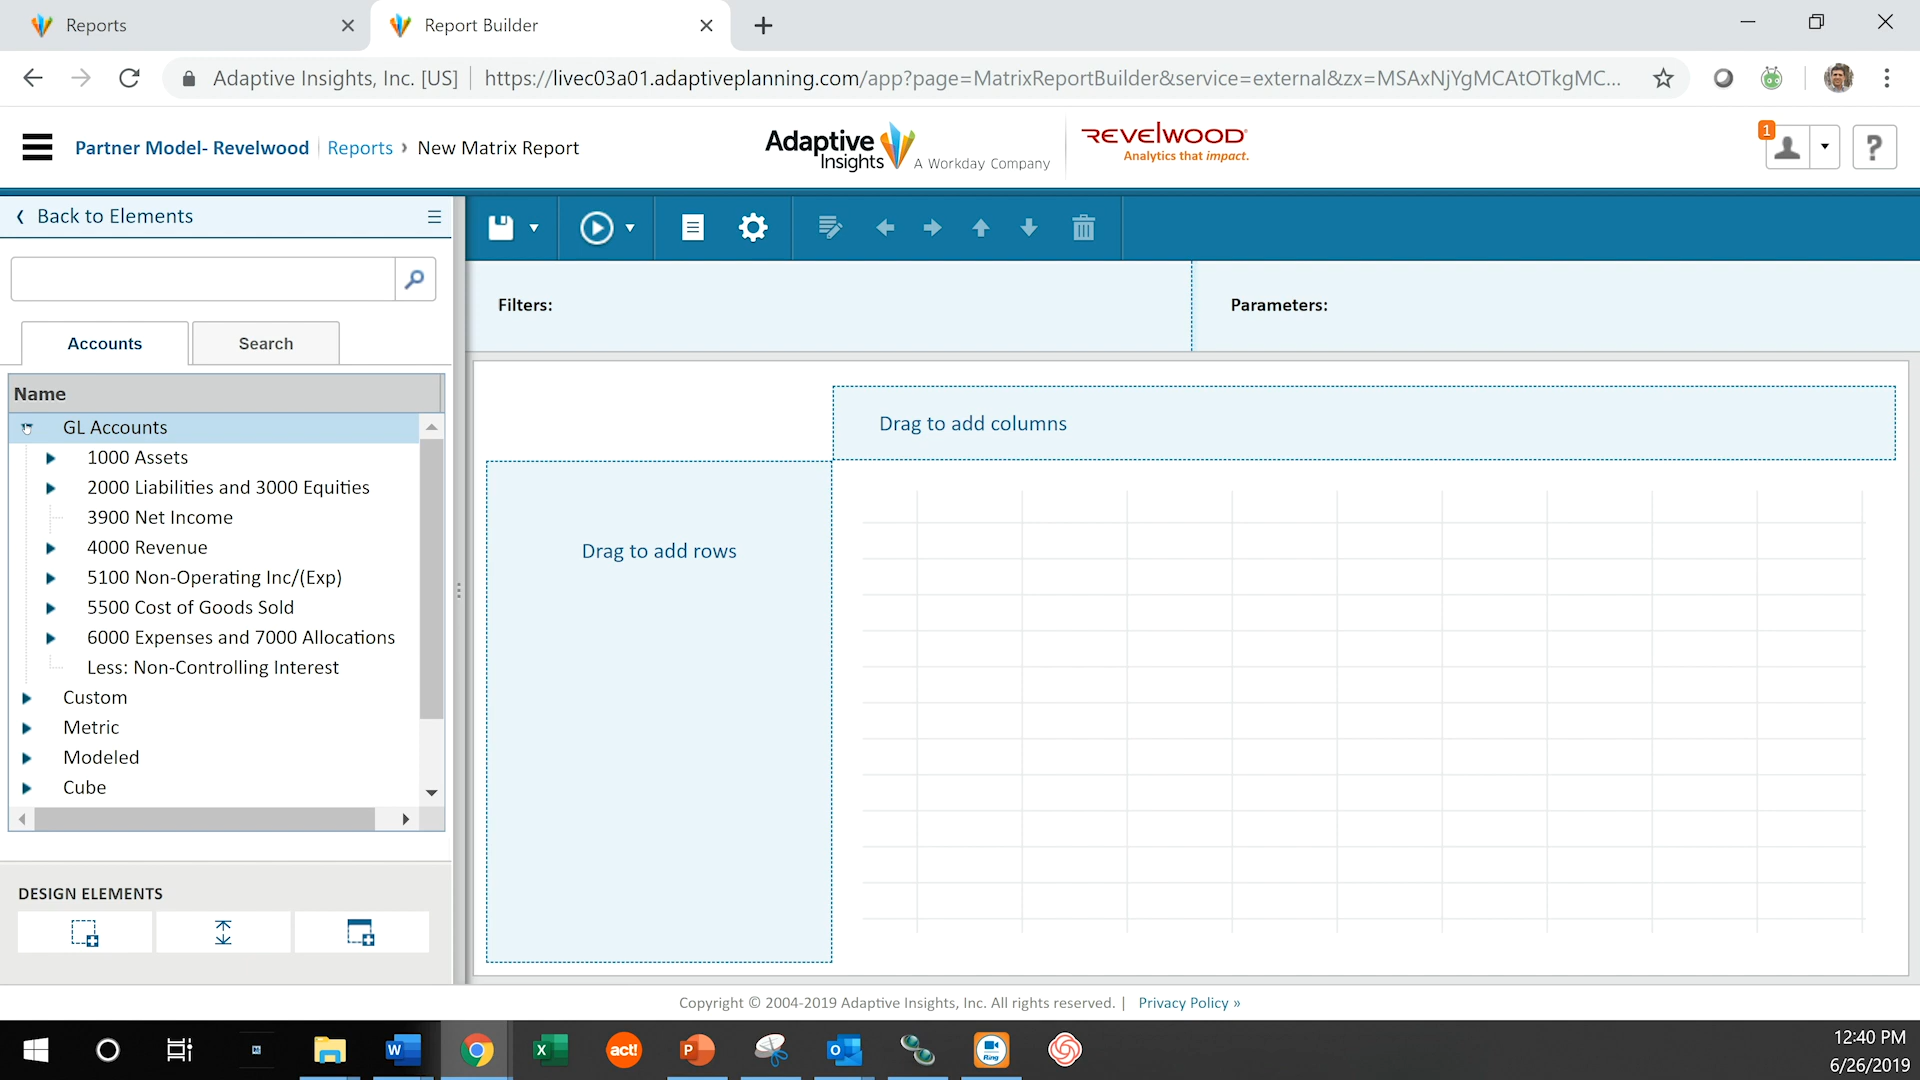 Reports
Report Builder
Adaptive Insights, Inc. [US]
https://livec03a01.adaptiveplanning.com/app?page=MatrixReportBuilder&service=external&zx=MSAxNjYgMCAtOTkgMC...
Partner Model- Revelwood
Reports › New Matrix Report
Adaptive
Insights
A Workday Company
REVELWOOD
Analytics that impact.
1
?
Back to Elements
Accounts
Search
Name
GL Accounts
1000 Assets
2000 Liabilities and 3000 Equities
3900 Net Income
4000 Revenue
5100 Non-Operating Inc/(Exp)
5500 Cost of Goods Sold
6000 Expenses and 7000 Allocations
Less: Non-Controlling Interest
Custom
Metric
Modeled
Cube
DESIGN ELEMENTS
Filters:
Parameters:
Drag to add columns
Drag to add rows
Copyright © 2004-2019 Adaptive Insights, Inc. All rights reserved. | Privacy Policy »
W
X
act!
P
O
Ring
12:40 PM
6/26/2019